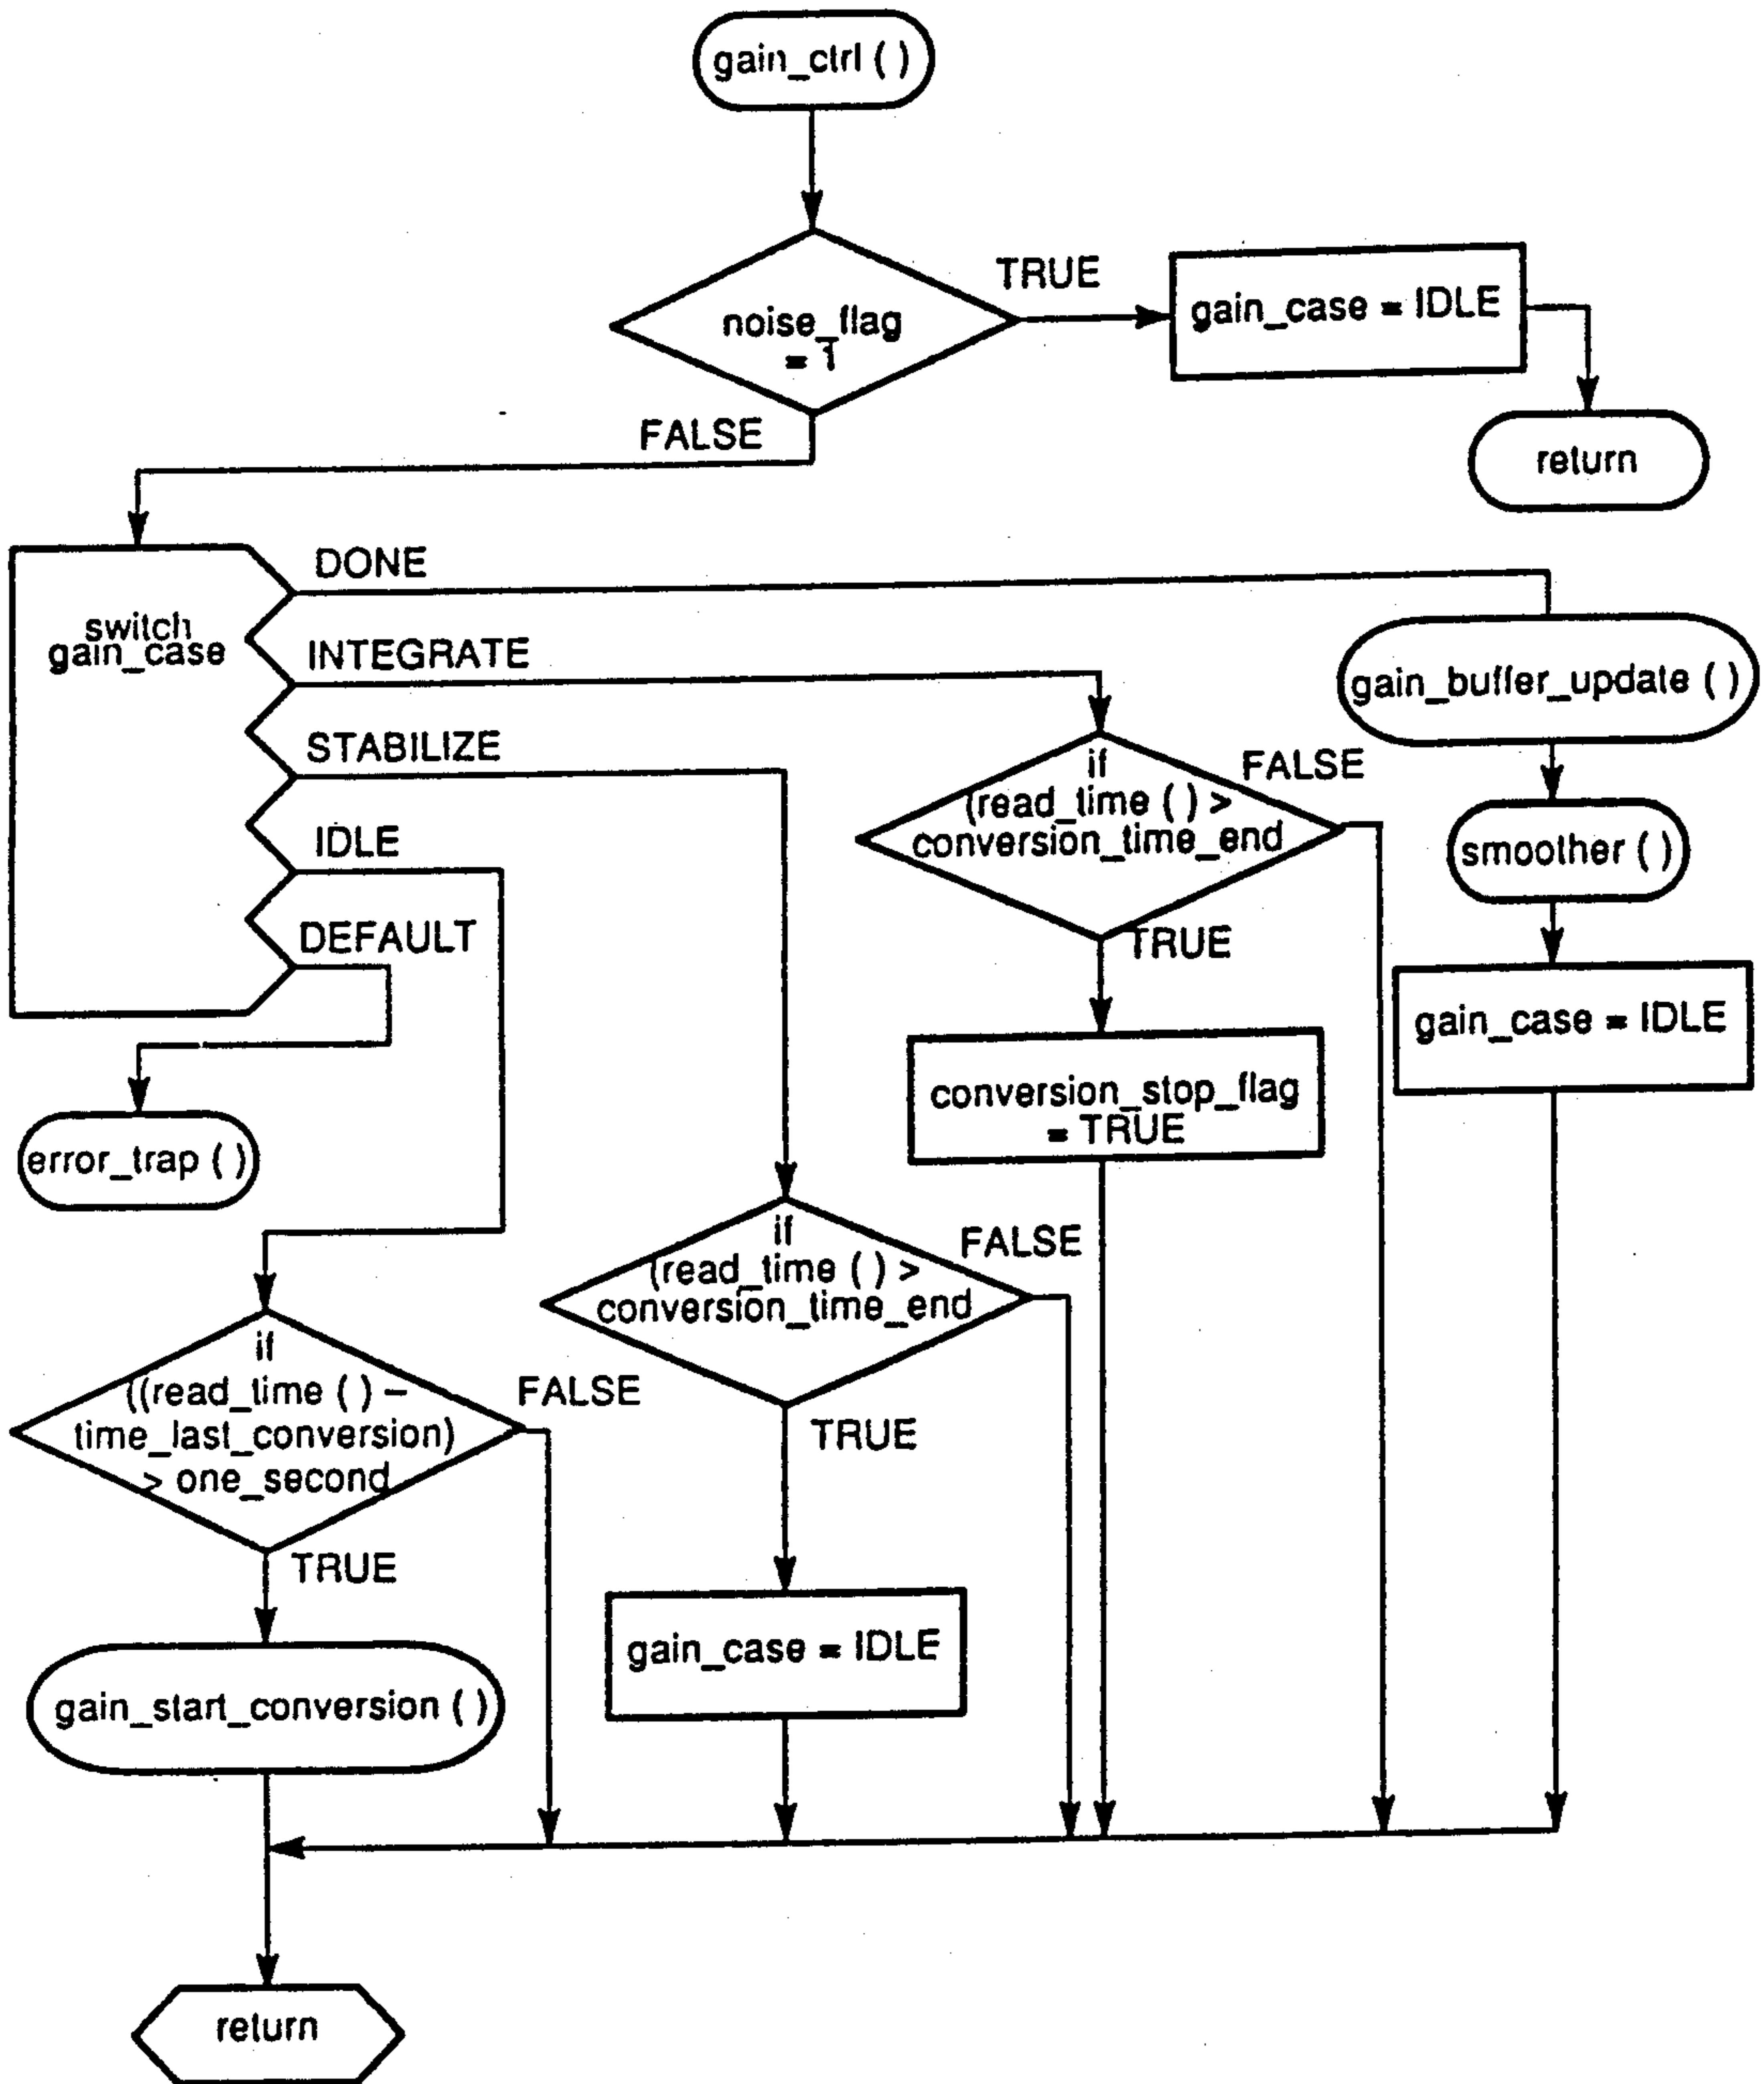 gain_ctrl ( )
noise_flag
= 1
TRUE
gain_case = IDLE
return
FALSE
switch
gain_case
DONE
INTEGRATE
STABILIZE
IDLE
DEFAULT
error_trap ( )
gain_buffer_update ( )
smoother ( )
gain_case = IDLE
if
(read_time ( ) >
conversion_time_end
FALSE
TRUE
conversion_stop_flag
= TRUE
if
(read_time ( ) >
conversion_time_end
FALSE
TRUE
gain_case = IDLE
if
((read_time ( ) –
time_last_conversion)
> one_second
FALSE
TRUE
gain_start_conversion ( )
return